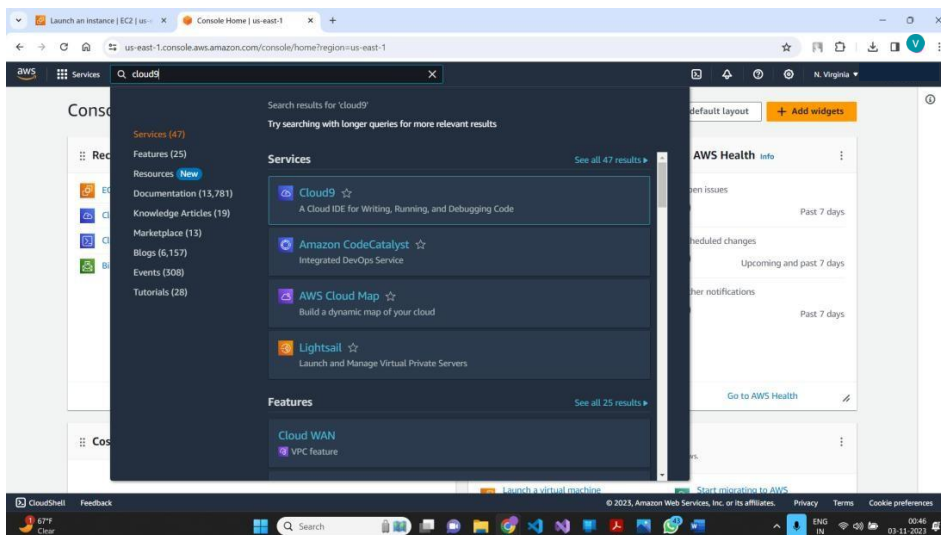 Launch an instance | EC2 | us-e
Console Home | us-east-1
us-east-1.console.aws.amazon.com/console/home?region=us-east-1
V
aws
Services
cloud9
N. Virginia
Conso
default layout
+ Add widgets
Search results for 'cloud9'
Try searching with longer queries for more relevant results
Services (47)
Features (25)
Resources New
Documentation (13,781)
Knowledge Articles (19)
Marketplace (13)
Blogs (6,157)
Events (308)
Tutorials (28)
Services
See all 47 results
Cloud9
A Cloud IDE for Writing, Running, and Debugging Code
Amazon CodeCatalyst
Integrated DevOps Service
AWS Cloud Map
Build a dynamic map of your cloud
Lightsail
Launch and Manage Virtual Private Servers
Features
See all 25 results
Cloud WAN
VPC feature
Rec
EC
Cl
Cl
Bi
Cos
AWS Health Info
pen issues
Past 7 days
heduled changes
Upcoming and past 7 days
her notifications
Past 7 days
Go to AWS Health
Launch a virtual machine
Start migrating to AWS
CloudShell
Feedback
© 2023, Amazon Web Services, Inc. or its affiliates.
Privacy
Terms
Cookie preferences
67°F
Clear
Search
ENG
IN
00:46
03-11-2023